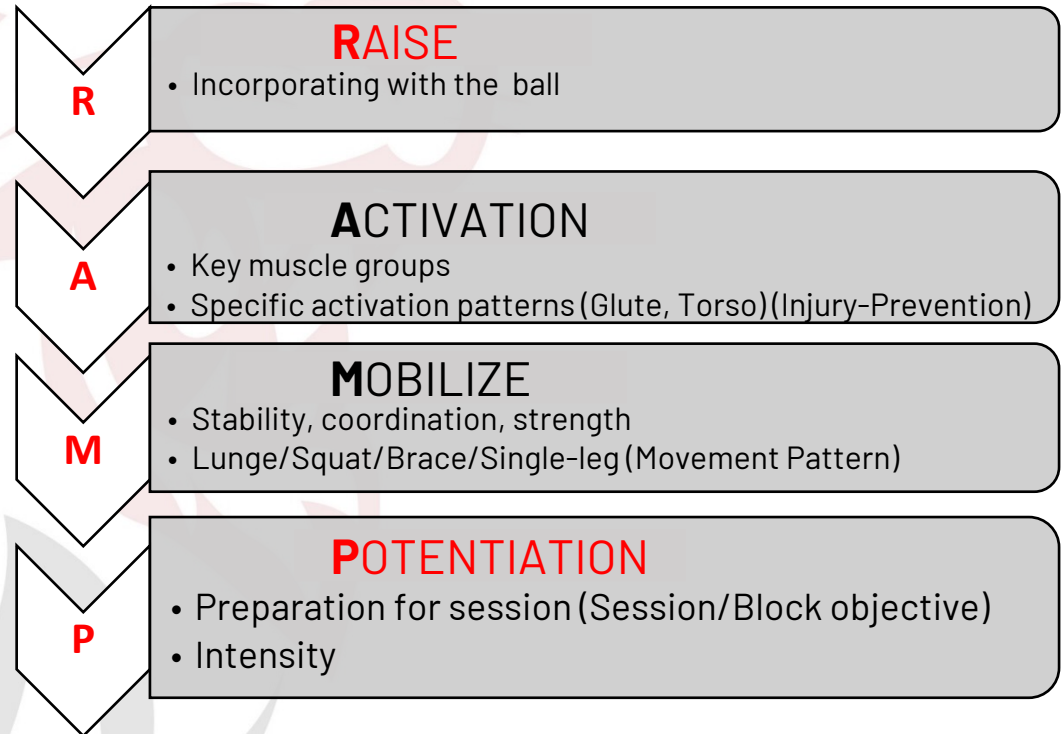 R
RAISE
• Incorporating with the ball
A
ACTIVATION
• Key muscle groups
• Specific activation patterns (Glute, Torso) (Injury-Prevention)
M
MOBILIZE
• Stability, coordination, strength
• Lunge/Squat/Brace/Single-leg (Movement Pattern)
P
POTENTIATION
• Preparation for session (Session/Block objective)
• Intensity